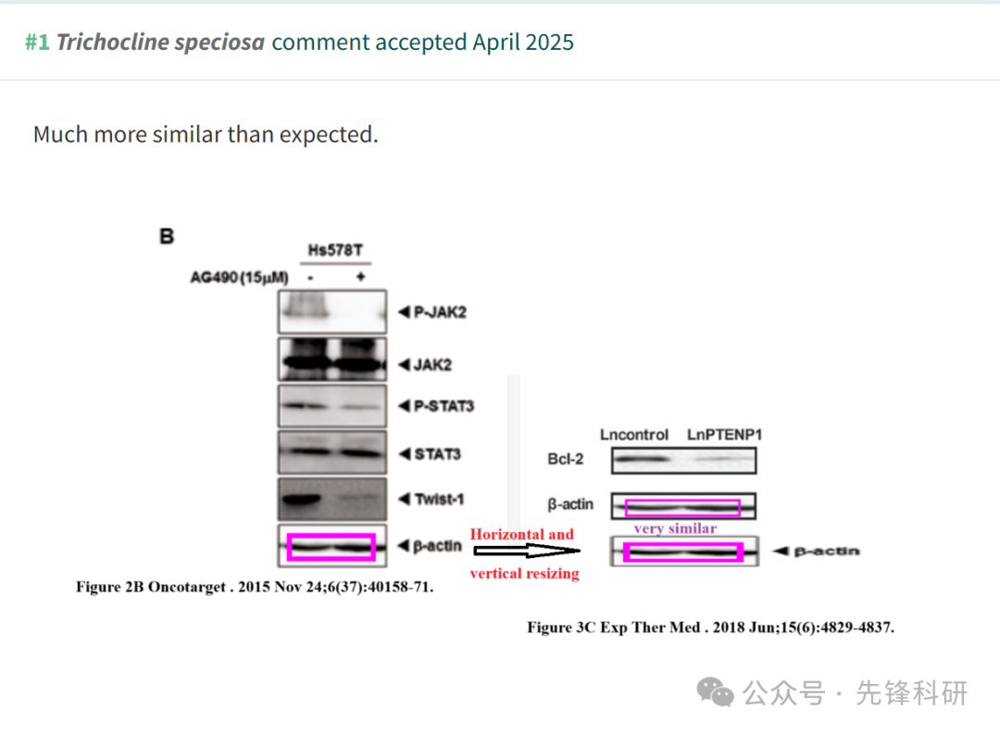 #1 Trichocline speciosa comment accepted April 2025
Much more similar than expected.
B
Hs578T
AG490(15μM) - +
P-JAK2
JAK2
P-STAT3
STAT3
Twist-1
β-actin
Figure 2B Oncotarget . 2015 Nov 24;6(37):40158-71.
Horizontal and
vertical resizing
Lncontrol LnPTENP1
Bcl-2
β-actin
very similar
β-actin
Figure 3C Exp Ther Med . 2018 Jun;15(6):4829-4837.
公众号 · 先锋科研